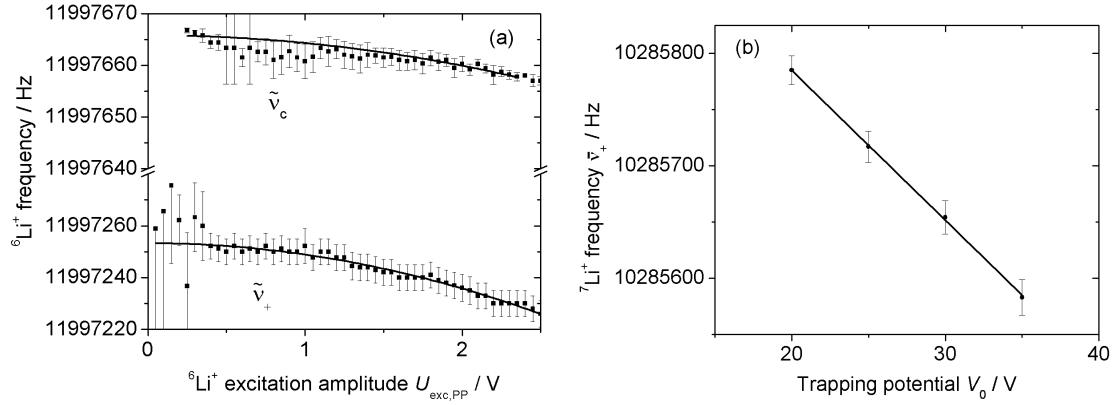 11997670
11997660
11997650
11997640
11997260
11997250
11997240
11997220
⁶Li⁺ frequency / Hz
(a)
ν̃c
ν̃₊
0
1
2
⁶Li⁺ excitation amplitude Uexc,PP / V
(b)
10285800
10285700
10285600
⁷Li⁺ frequency ν̃₊ / Hz
20
30
40
Trapping potential V₀ / V